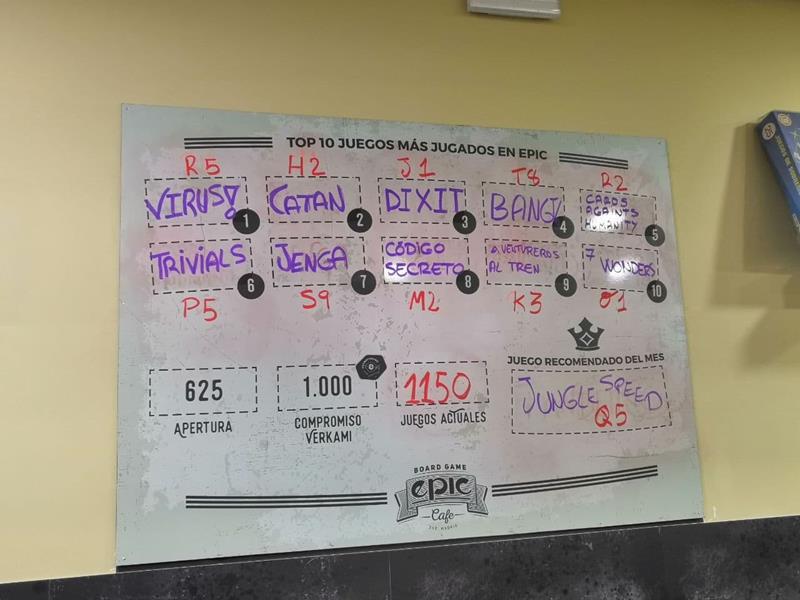 TOP 10 JUEGOS MÁS JUGADOS EN EPIC
R5 H2 J1 T8 R2
VIRUS! 1
CATAN 2
DIXIT 3
BANG! 4
CARDS
AGAINTS
HUMANITY 5
TRIVIALS 6
JENGA 7
CÓDIGO
SECRETO 8
AVENTUREROS
AL TREN 9
7 WONDERS 10
P5 S9 M2 K3 O1
JUEGO RECOMENDADO DEL MES
JUNGLE SPEED
Q5
625
APERTURA
1.000
COMPROMISO
VERKAMI
1150
JUEGOS ACTUALES
BOARD GAME
epic
Cafe